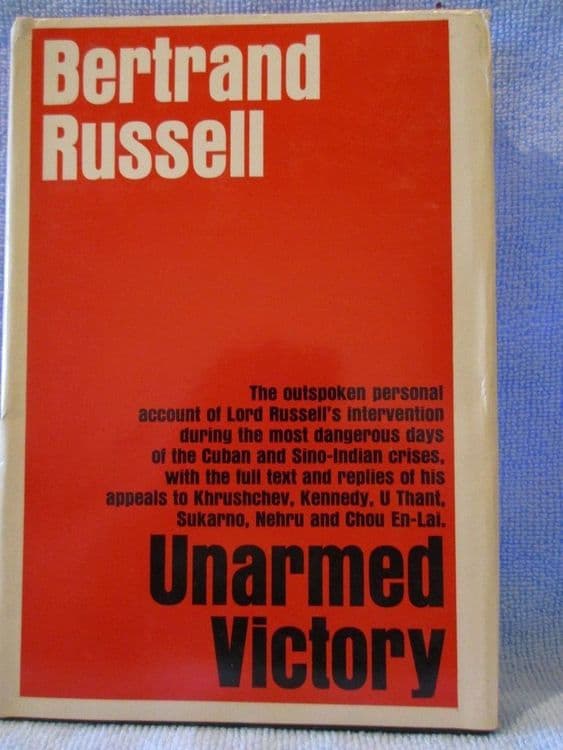 Bertrand
Russell
The outspoken personal
account of Lord Russell's intervention
during the most dangerous days
of the Cuban and Sino-Indian crises,
with the full text and replies of his
appeals to Khrushchev, Kennedy, U Thant,
Sukarno, Nehru and Chou En-Lai.
Unarmed
Victory